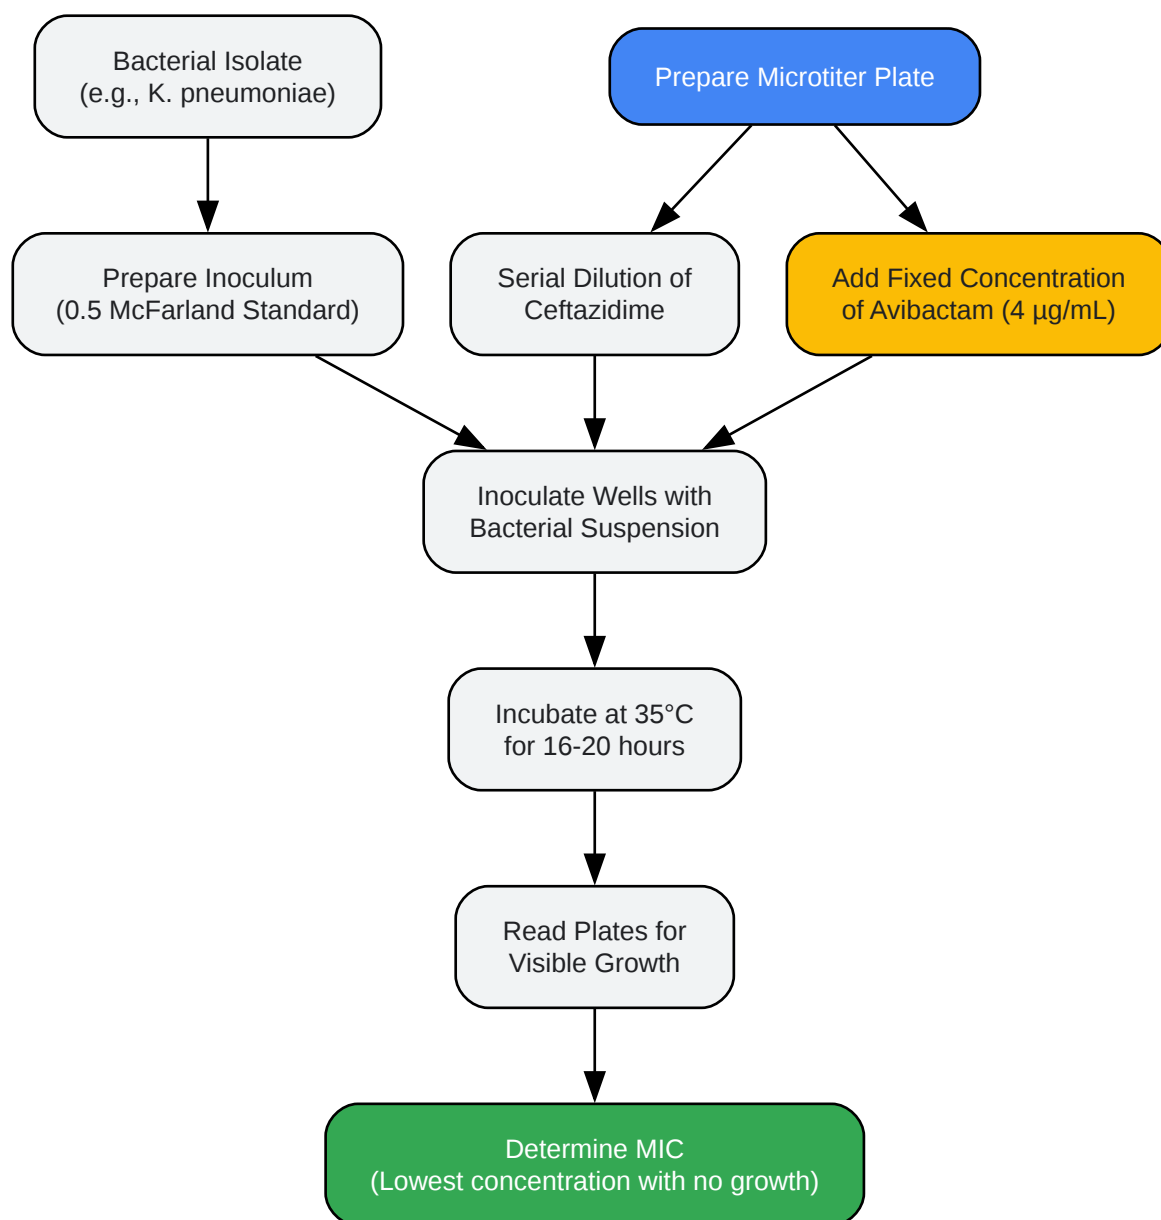 Bacterial Isolate
(e.g., K. pneumoniae)
Prepare Microtiter Plate
Prepare Inoculum
(0.5 McFarland Standard)
Serial Dilution of
Ceftazidime
Add Fixed Concentration
of Avibactam (4 µg/mL)
Inoculate Wells with
Bacterial Suspension
Incubate at 35°C
for 16-20 hours
Read Plates for
Visible Growth
Determine MIC
(Lowest concentration with no growth)